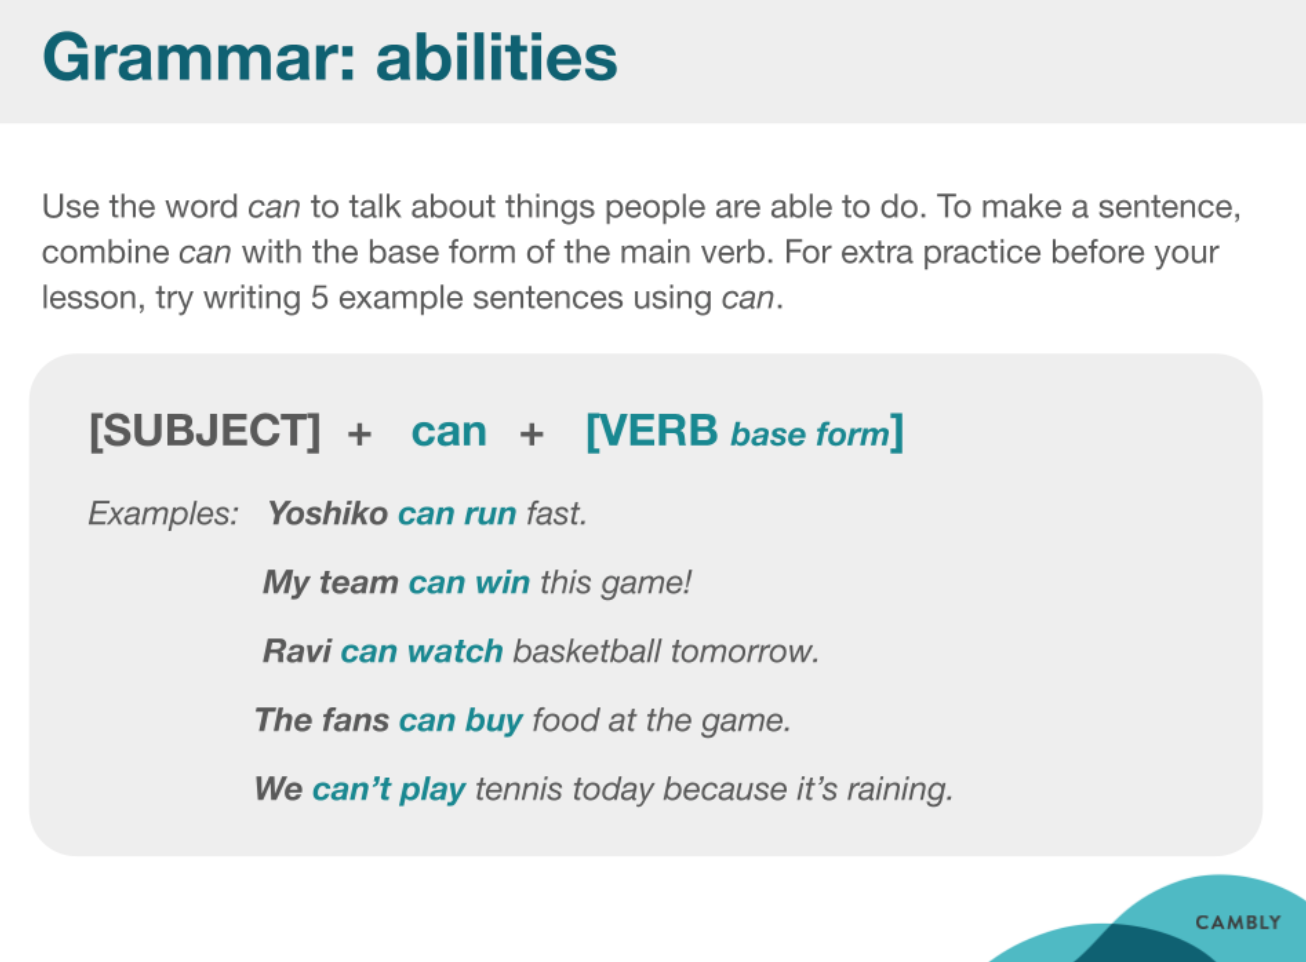 Grammar: abilities
Use the word can to talk about things people are able to do. To make a sentence,
combine can with the base form of the main verb. For extra practice before your
lesson, try writing 5 example sentences using can.
[SUBJECT] + can + [VERB base form]
Examples: Yoshiko can run fast.
My team can win this game!
Ravi can watch basketball tomorrow.
The fans can buy food at the game.
We can’t play tennis today because it’s raining.
CAMBLY